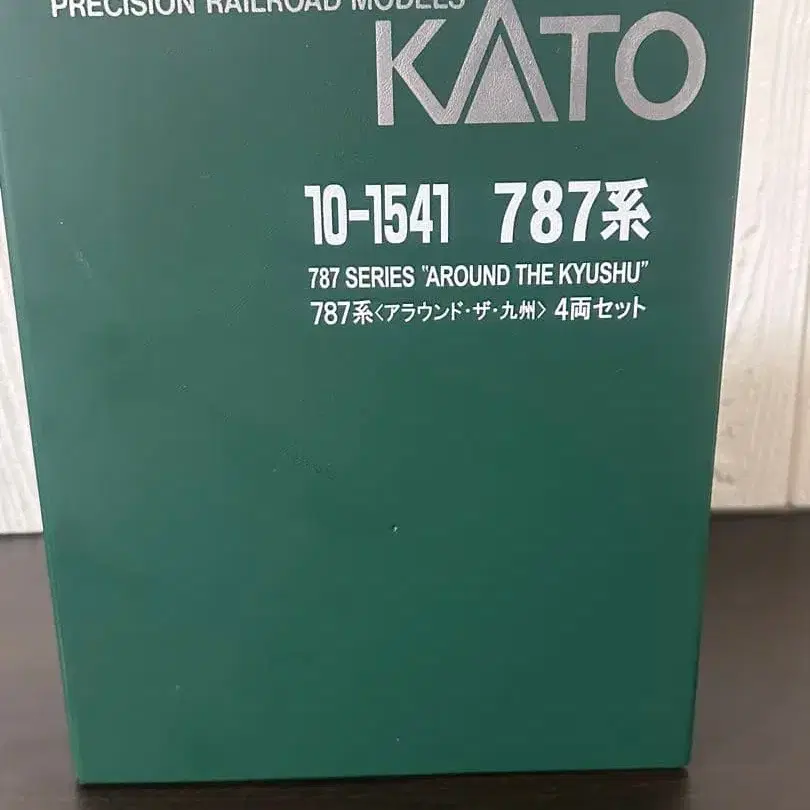 PRECISION RAILROAD MODELS
KATO
10-1541 787系
787 SERIES "AROUND THE KYUSHU"
787系〈アラウンド・ザ・九州〉4両セット